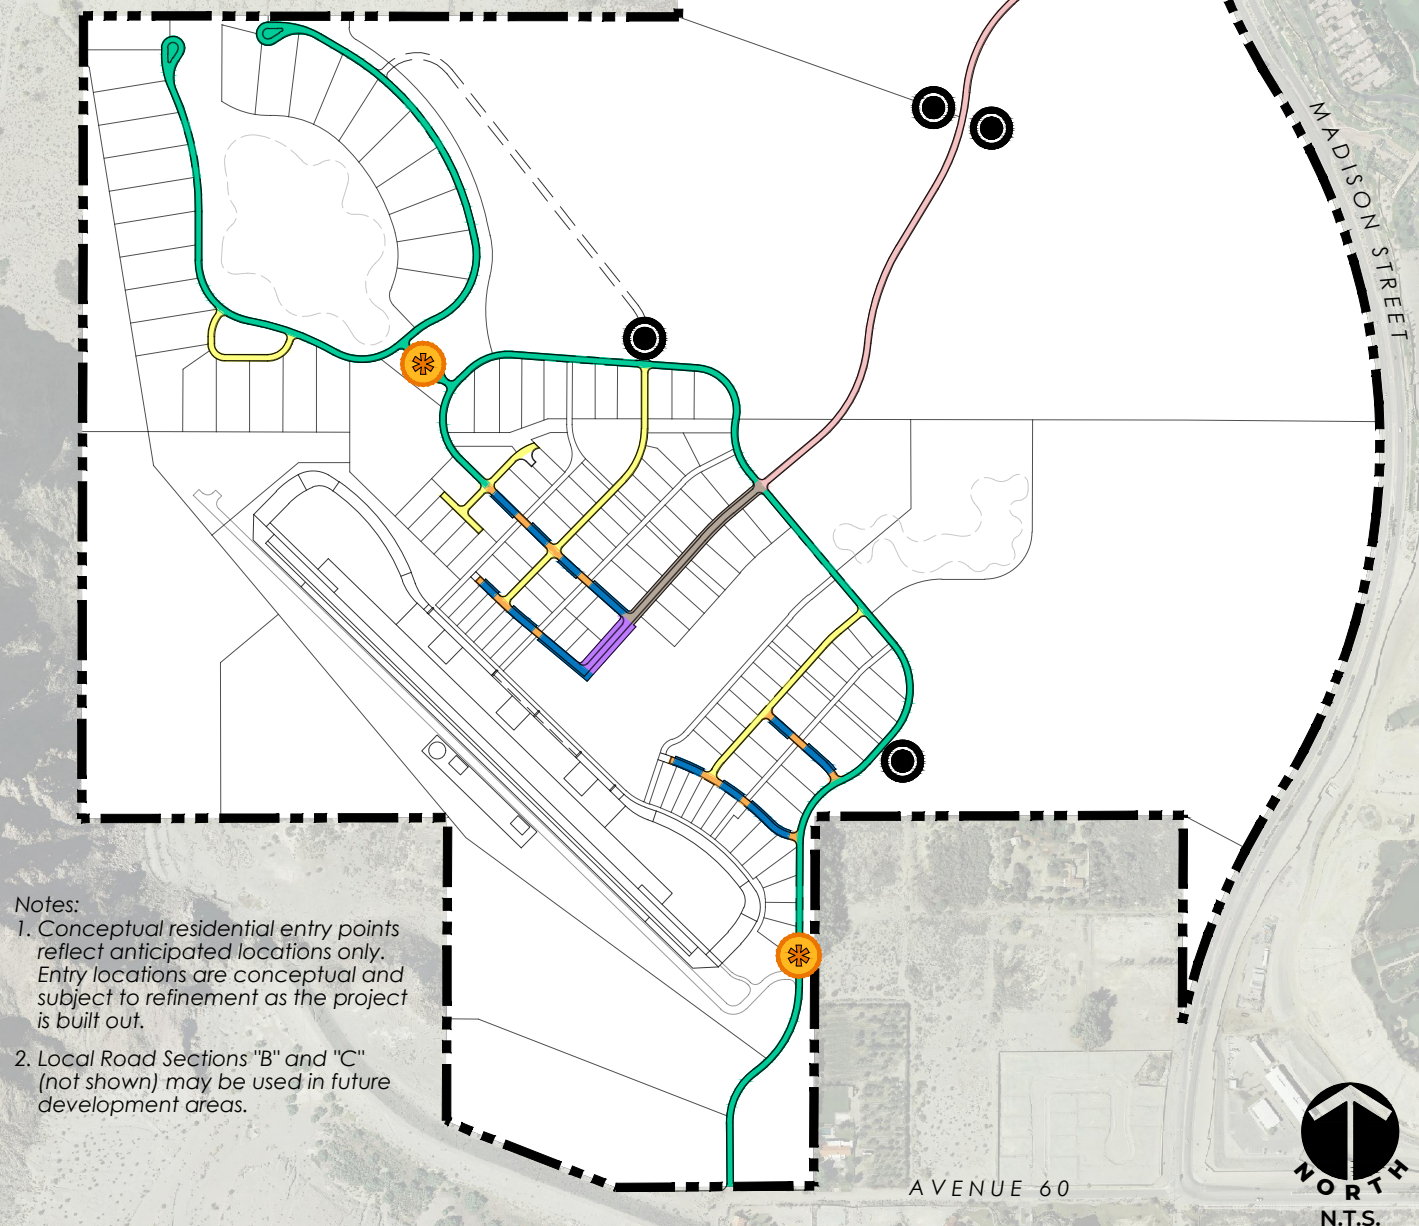 MADISON STREET
Notes:
1. Conceptual residential entry points
reflect anticipated locations only.
Entry locations are conceptual and
subject to refinement as the project
is built out.
2. Local Road Sections "B" and "C"
(not shown) may be used in future
development areas.
AVENUE 60
NORTH
N.T.S.